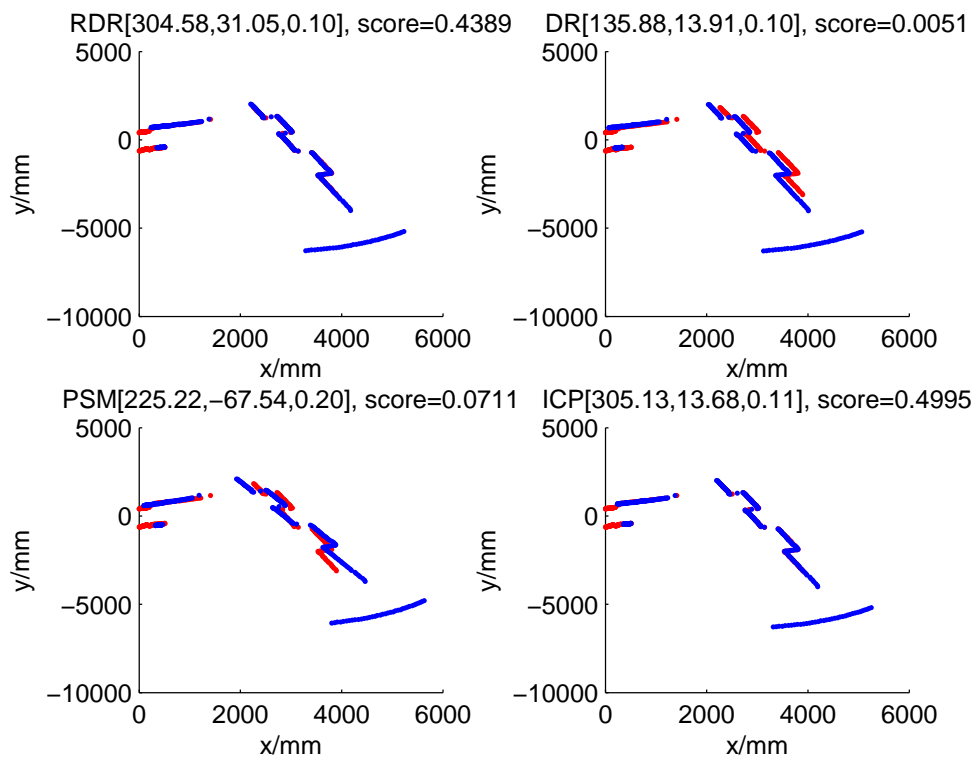 RDR[304.58,31.05,0.10], score=0.4389
5000
0
−5000
−10000
y/mm
0 2000 4000 6000
x/mm
DR[135.88,13.91,0.10], score=0.0051
5000
0
−5000
−10000
y/mm
0 2000 4000 6000
x/mm
PSM[225.22,−67.54,0.20], score=0.0711
5000
0
−5000
−10000
y/mm
0 2000 4000 6000
x/mm
ICP[305.13,13.68,0.11], score=0.4995
5000
0
−5000
−10000
y/mm
0 2000 4000 6000
x/mm